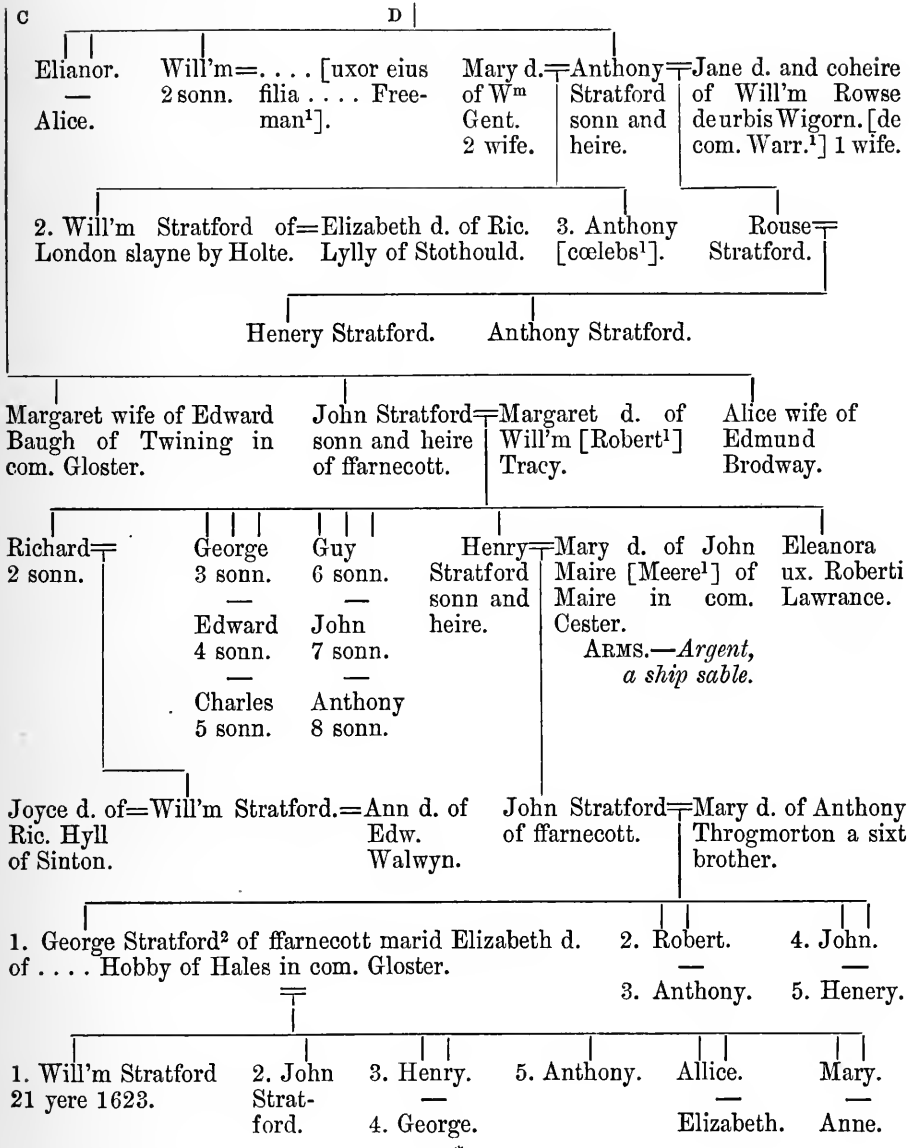 C
D
Elianor.
—
Alice.
Will'm=. . . . [uxor eius
2 sonn. filia . . . . Free-
man¹].
Mary d.
of Wᵐ
Gent.
2 wife.
Anthony
Stratford
sonn and
heire.
Jane d. and coheire
of Will'm Rowse
de urbis Wigorn. [de
com. Warr.¹] 1 wife.
2. Will'm Stratford of=Elizabeth d. of Ric.
London slayne by Holte. Lylly of Stothould.
3. Anthony
[cœlebs¹].
Rouse
Stratford.
Henery Stratford. Anthony Stratford.
Margaret wife of Edward
Baugh of Twining in
com. Gloster.
John Stratford
sonn and heire
of ffarnecott.
Margaret d. of
Will'm [Robert¹]
Tracy.
Alice wife of
Edmund
Brodway.
Richard
2 sonn.
George
3 sonn.
—
Edward
4 sonn.
—
Charles
5 sonn.
Guy
6 sonn.
—
John
7 sonn.
—
Anthony
8 sonn.
Henry
Stratford
sonn and
heire.
Mary d. of John
Maire [Meere¹] of
Maire in com.
Cester.
ARMS.—Argent,
a ship sable.
Eleanora
ux. Roberti
Lawrance.
Joyce d. of=Will'm Stratford.=Ann d. of
Ric. Hyll
of Sinton.
Edw.
Walwyn.
John Stratford
of ffarnecott.
Mary d. of Anthony
Throgmorton a sixt
brother.
1. George Stratford² of ffarnecott marid Elizabeth d.
of . . . . Hobby of Hales in com. Gloster.
2. Robert.
—
3. Anthony.
4. John.
—
5. Henery.
1. Will'm Stratford
21 yere 1623.
2. John
Strat-
ford.
3. Henry.
—
4. George.
5. Anthony.
Allice.
—
Elizabeth.
Mary.
—
Anne.